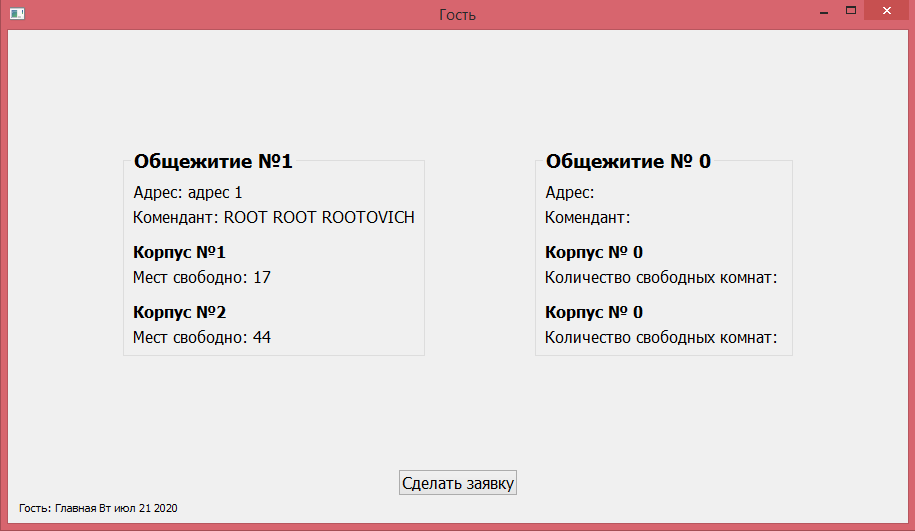 Гость
Общежитие №1
Адрес: адрес 1
Комендант: ROOT ROOT ROOTOVICH
Корпус №1
Мест свободно: 17
Корпус №2
Мест свободно: 44
Общежитие № 0
Адрес:
Комендант:
Корпус № 0
Количество свободных комнат:
Корпус № 0
Количество свободных комнат:
Сделать заявку
Гость: Главная Вт июл 21 2020